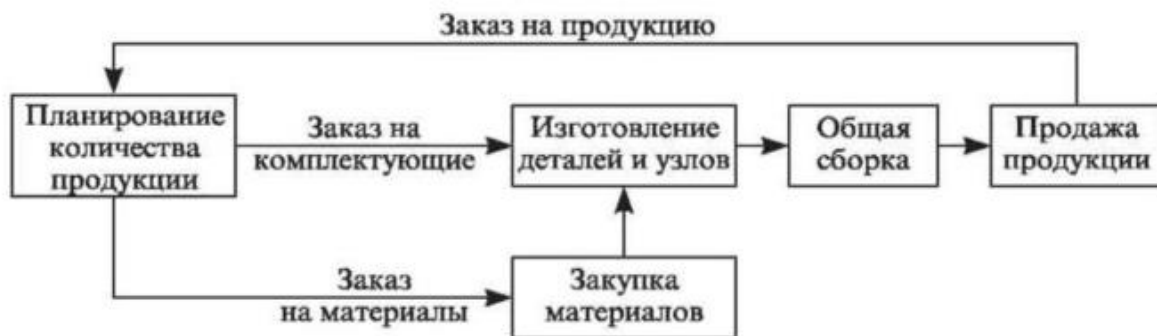 Заказ на продукцию
Планирование
количества
продукции
Заказ на
комплектующие
Изготовление
деталей и узлов
Общая
сборка
Продажа
продукции
Заказ
на материалы
Закупка
материалов